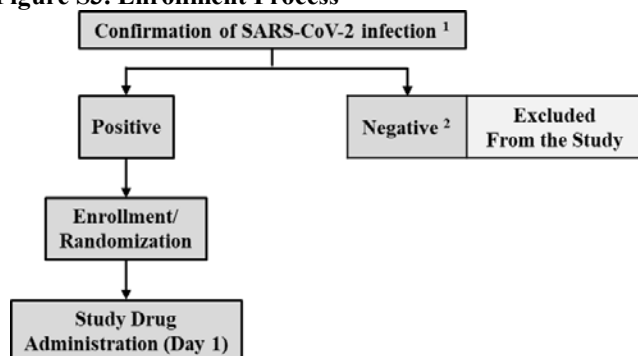 Figure S3. Enrollment Process
Confirmation of SARS-CoV-2 infection 1
Positive
Negative 2
Excluded
From the Study
Enrollment/
Randomization
Study Drug
Administration (Day 1)